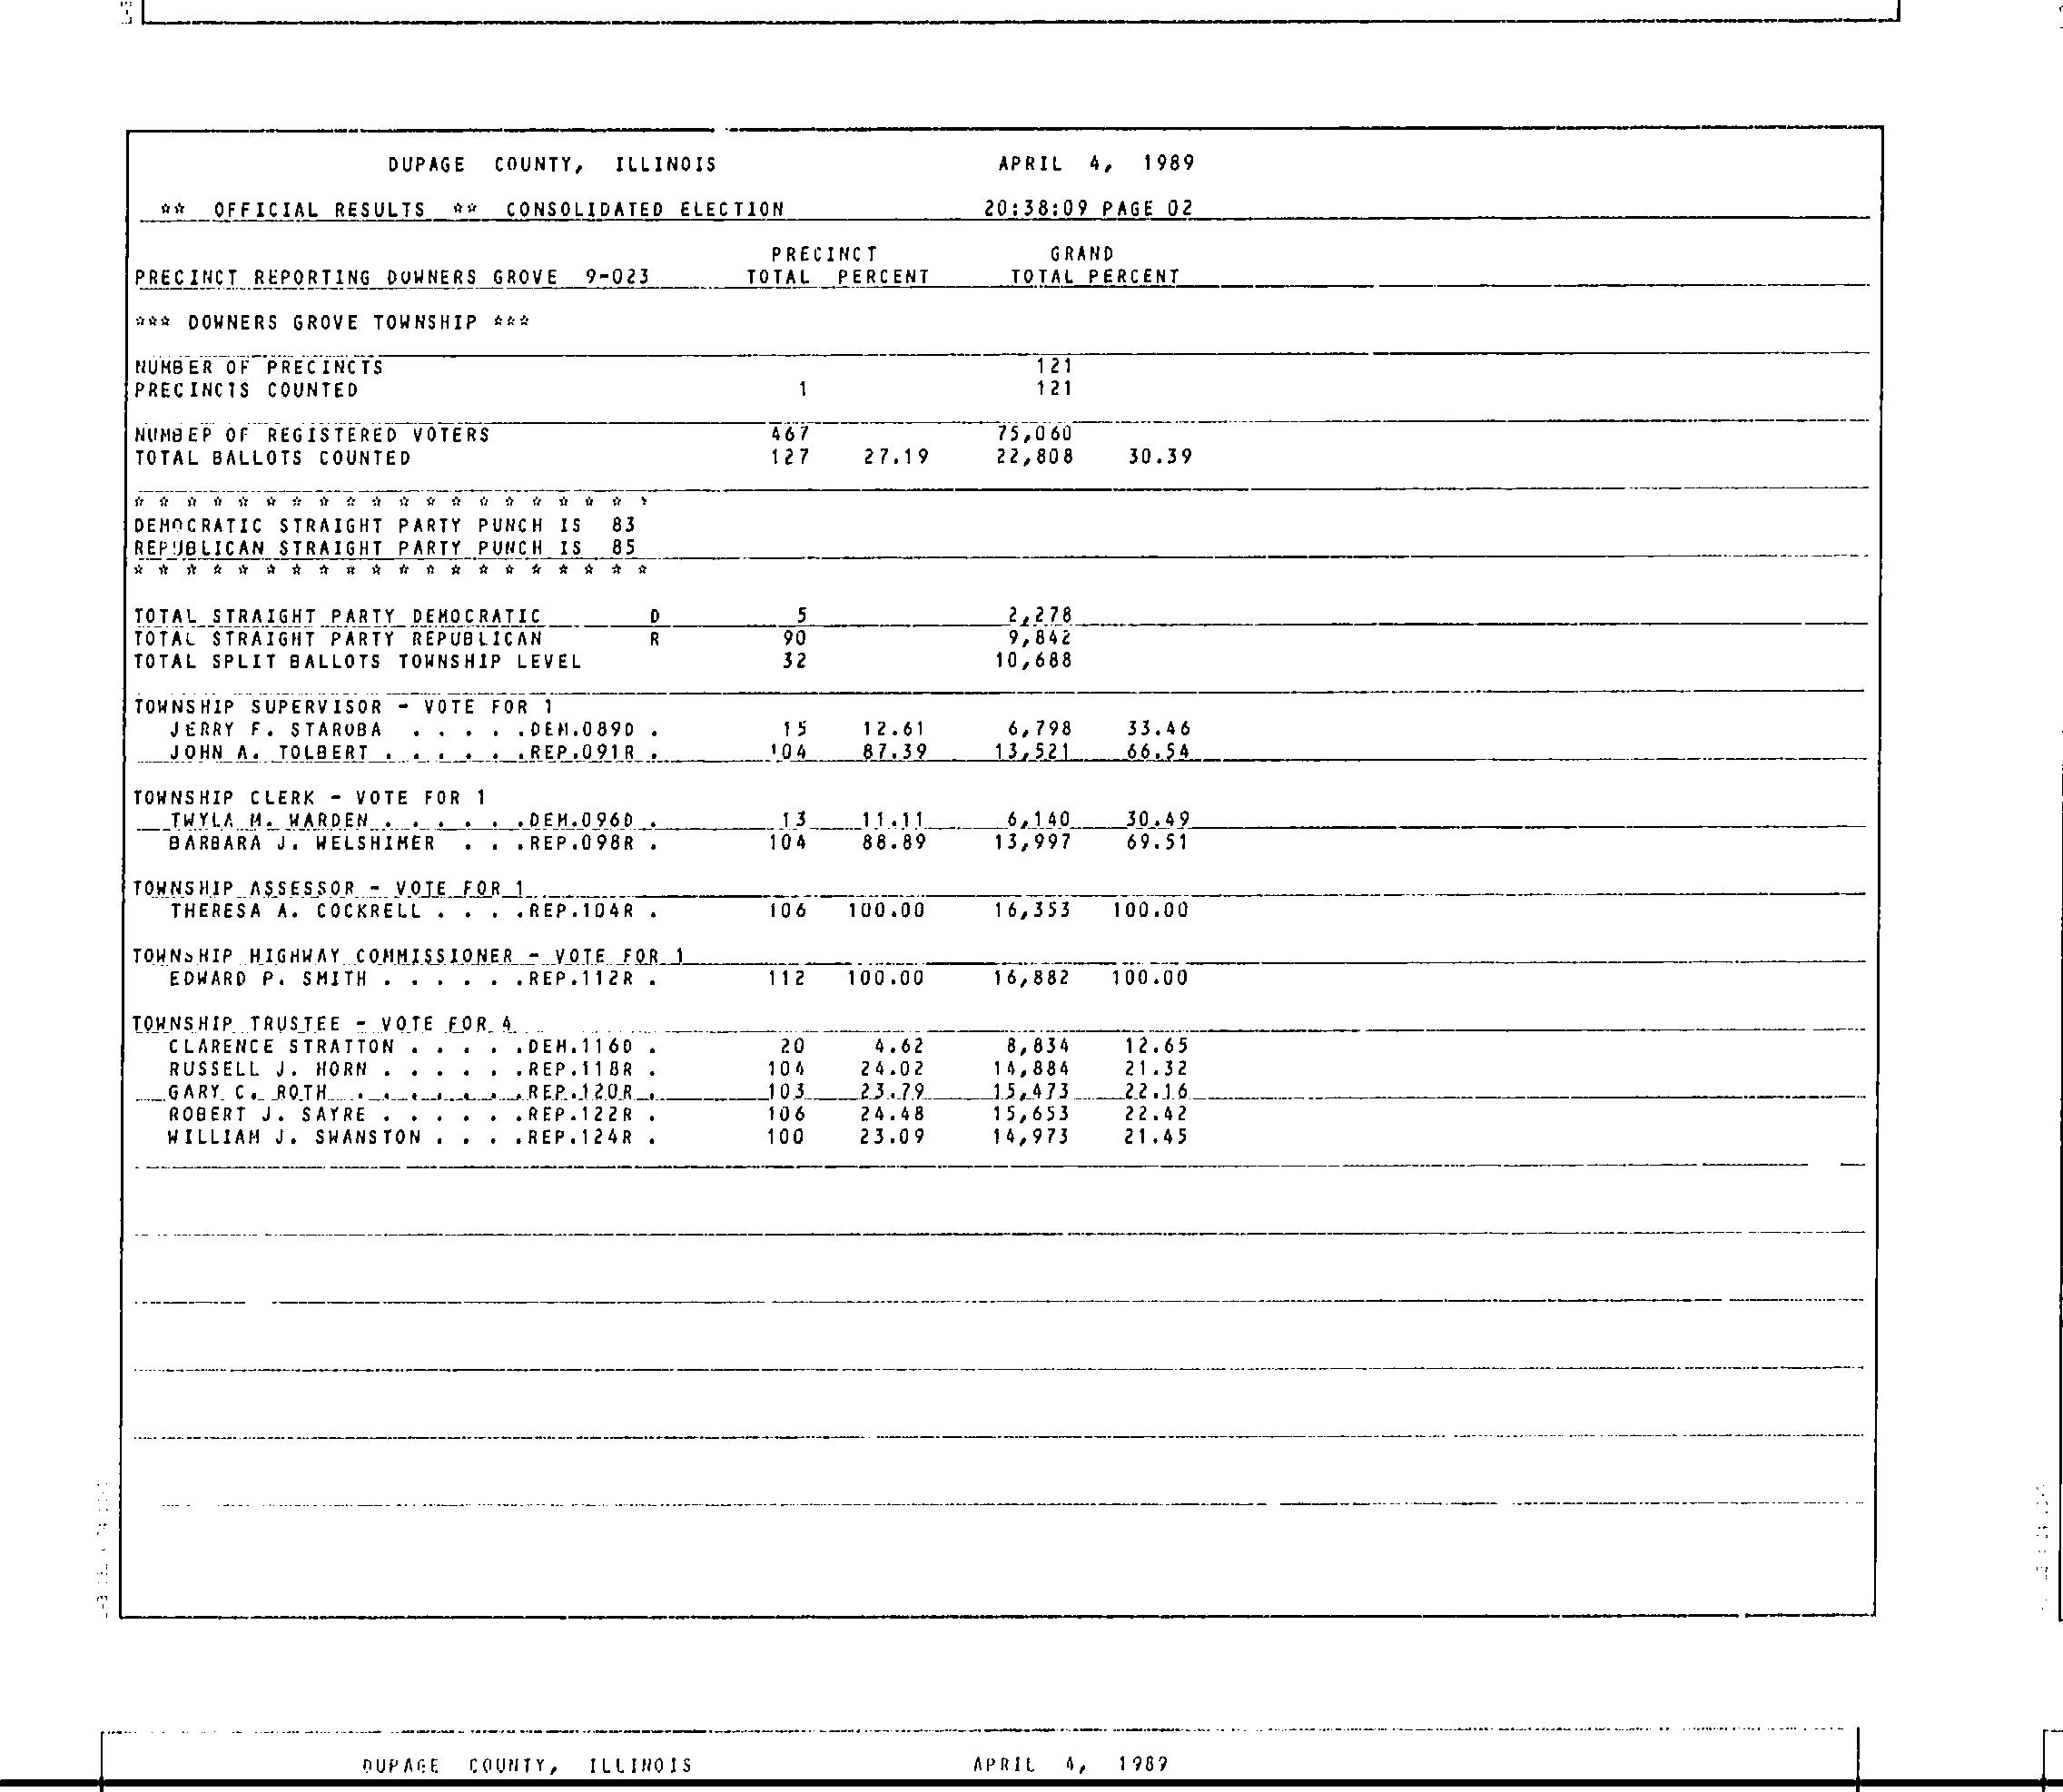 DUPAGE COUNTY, ILLINOIS APRIL 4, 1989
** OFFICIAL RESULTS ** CONSOLIDATED ELECTION 20:38:09 PAGE 02
PRECINCT GRAND
PRECINCT REPORTING DOWNERS GROVE 9-023 TOTAL PERCENT TOTAL PERCENT
*** DOWNERS GROVE TOWNSHIP ***
NUMBER OF PRECINCTS 121
PRECINCTS COUNTED 1 121
NUMBER OF REGISTERED VOTERS 467 75,060
TOTAL BALLOTS COUNTED 127 27.19 22,808 30.39
* * * * * * * * * * * * * * * * * * * *
DEMOCRATIC STRAIGHT PARTY PUNCH IS 83
REPUBLICAN STRAIGHT PARTY PUNCH IS 85
* * * * * * * * * * * * * * * * * * * *
TOTAL STRAIGHT PARTY DEMOCRATIC D 5 2,278
TOTAL STRAIGHT PARTY REPUBLICAN R 90 9,842
TOTAL SPLIT BALLOTS TOWNSHIP LEVEL 32 10,688
TOWNSHIP SUPERVISOR - VOTE FOR 1
JERRY F. STAROBA . . . . .DEM.089D . 15 12.61 6,798 33.46
JOHN A. TOLBERT . . . . . .REP.091R . 104 87.39 13,521 66.54
TOWNSHIP CLERK - VOTE FOR 1
TWYLA M. WARDEN . . . . . .DEM.096D . 13 11.11 6,140 30.49
BARBARA J. WELSHIMER . . .REP.098R . 104 88.89 13,997 69.51
TOWNSHIP ASSESSOR - VOTE FOR 1
THERESA A. COCKRELL . . . .REP.104R . 106 100.00 16,353 100.00
TOWNSHIP HIGHWAY COMMISSIONER - VOTE FOR 1
EDWARD P. SMITH . . . . . .REP.112R . 112 100.00 16,882 100.00
TOWNSHIP TRUSTEE - VOTE FOR 4
CLARENCE STRATTON . . . . .DEM.116D . 20 4.62 8,834 12.65
RUSSELL J. HORN . . . . . .REP.118R . 104 24.02 14,884 21.32
GARY C. ROTH . . . . . . .REP.120R . 103 23.79 15,473 22.16
ROBERT J. SAYRE . . . . . .REP.122R . 106 24.48 15,653 22.42
WILLIAM J. SWANSTON . . . .REP.124R . 100 23.09 14,973 21.45
DUPAGE COUNTY, ILLINOIS APRIL 4, 1989